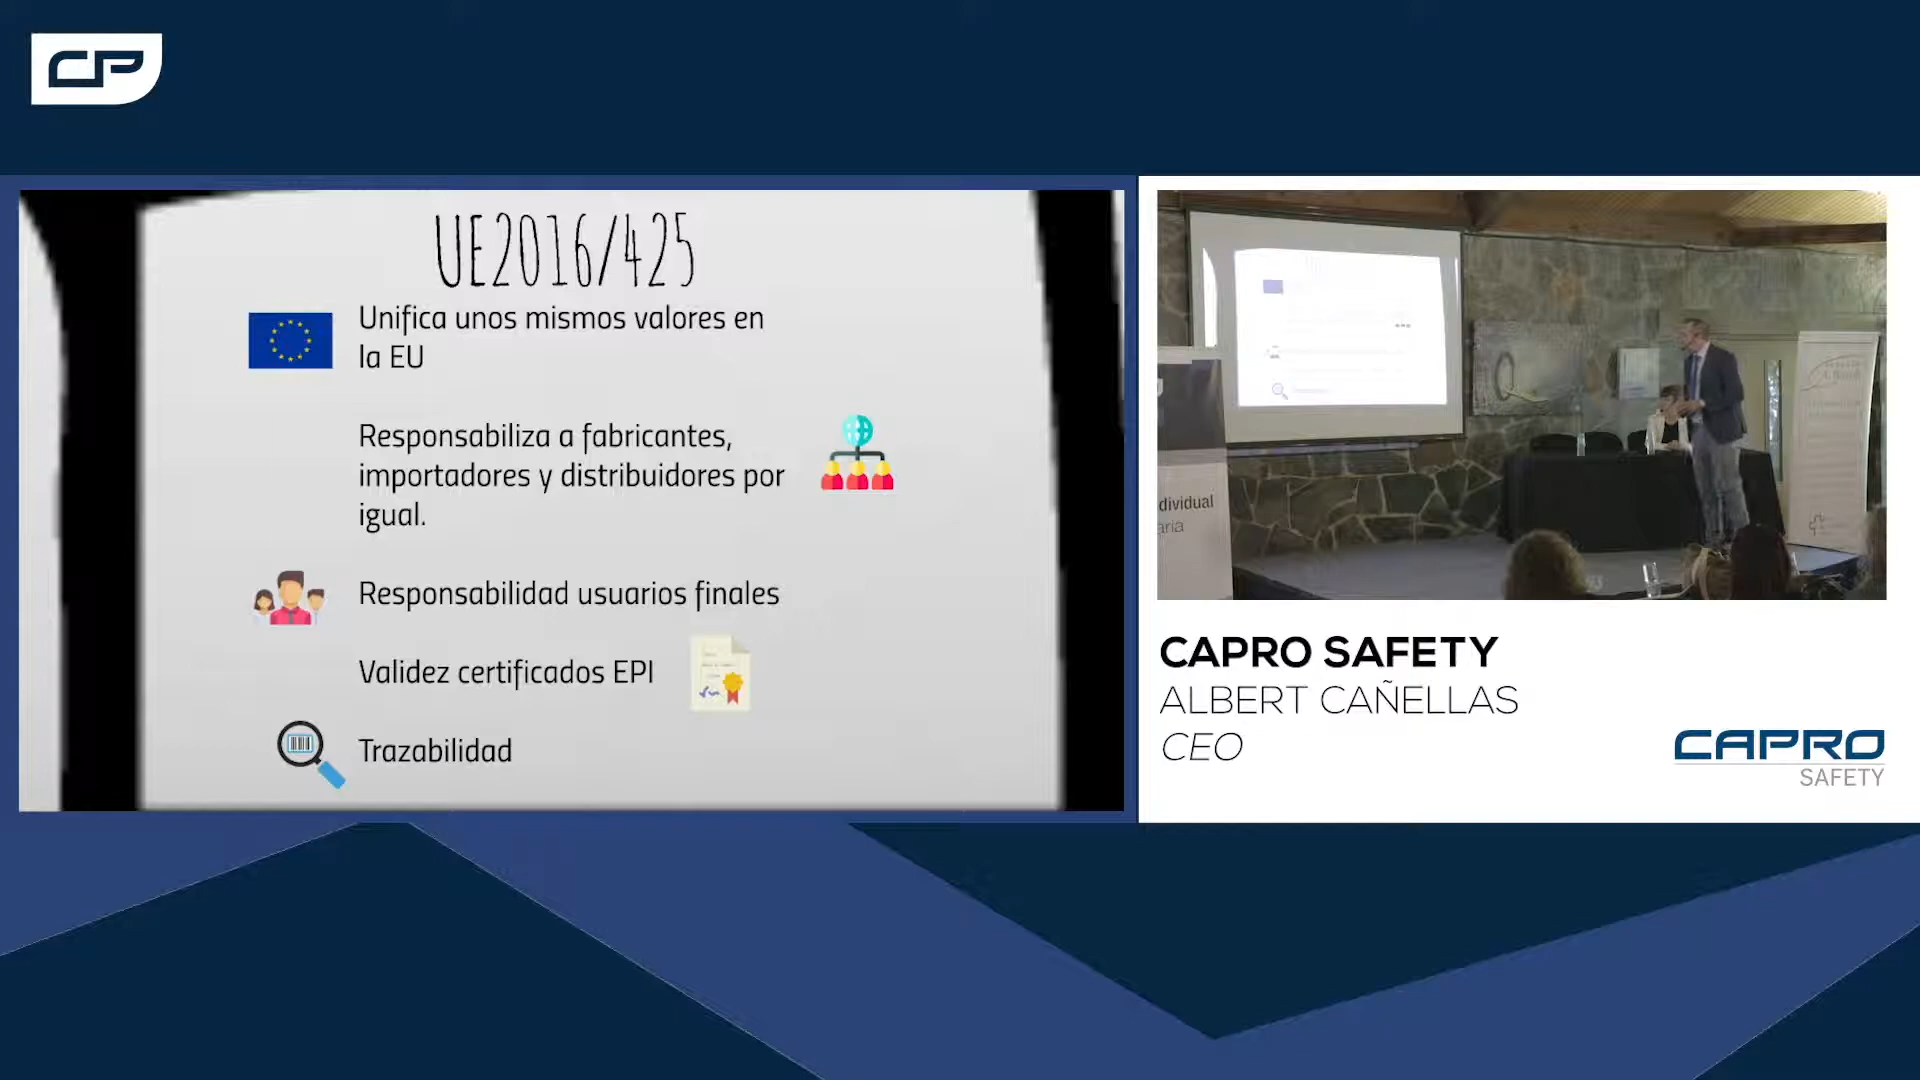 CP
UE2016/425
Unifica unos mismos valores en
la EU
Responsabiliza a fabricantes,
importadores y distribuidores por
igual.
Responsabilidad usuarios finales
Validez certificados EPI
Trazabilidad
dividual
aria
CAPRO SAFETY
ALBERT CAÑELLAS
CEO
CAPRO
SAFETY